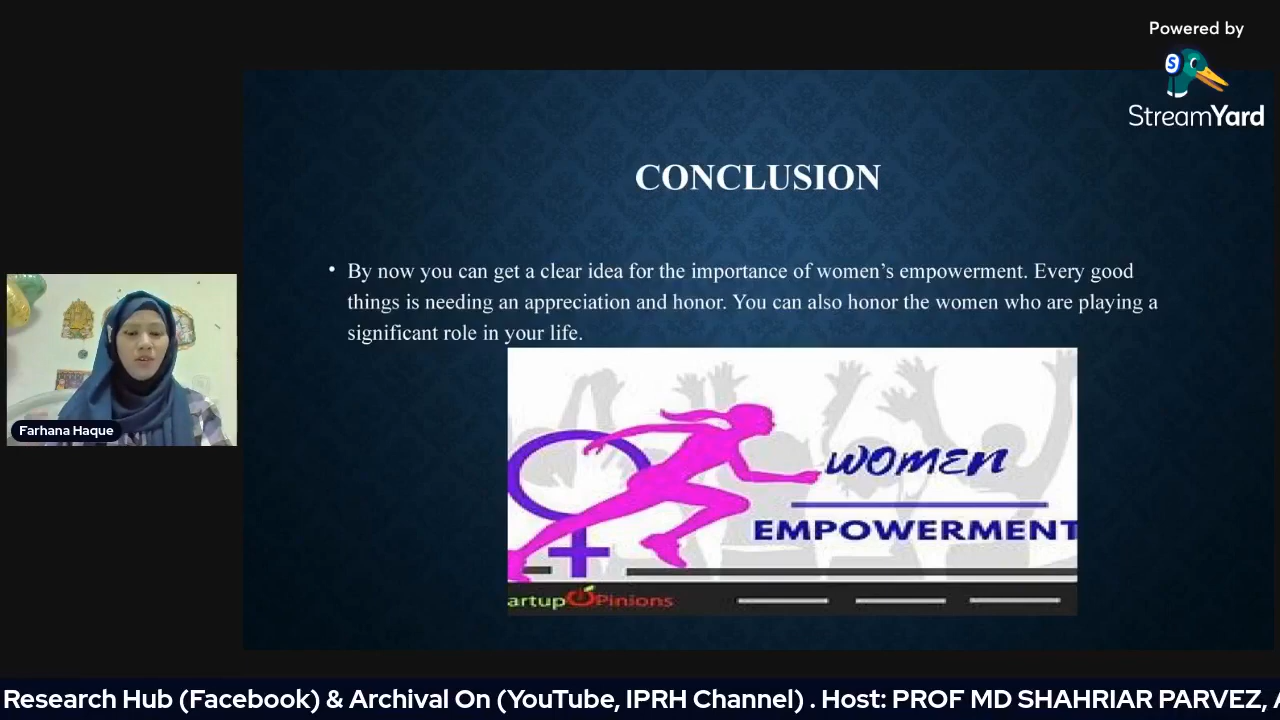 Powered by
StreamYard
CONCLUSION
• By now you can get a clear idea for the importance of women’s empowerment. Every good
things is needing an appreciation and honor. You can also honor the women who are playing a
significant role in your life.
women
EMPOWERMENT
artup Opinions
Farhana Haque
Research Hub (Facebook) & Archival On (YouTube, IPRH Channel) . Host: PROF MD SHAHRIAR PARVEZ, A